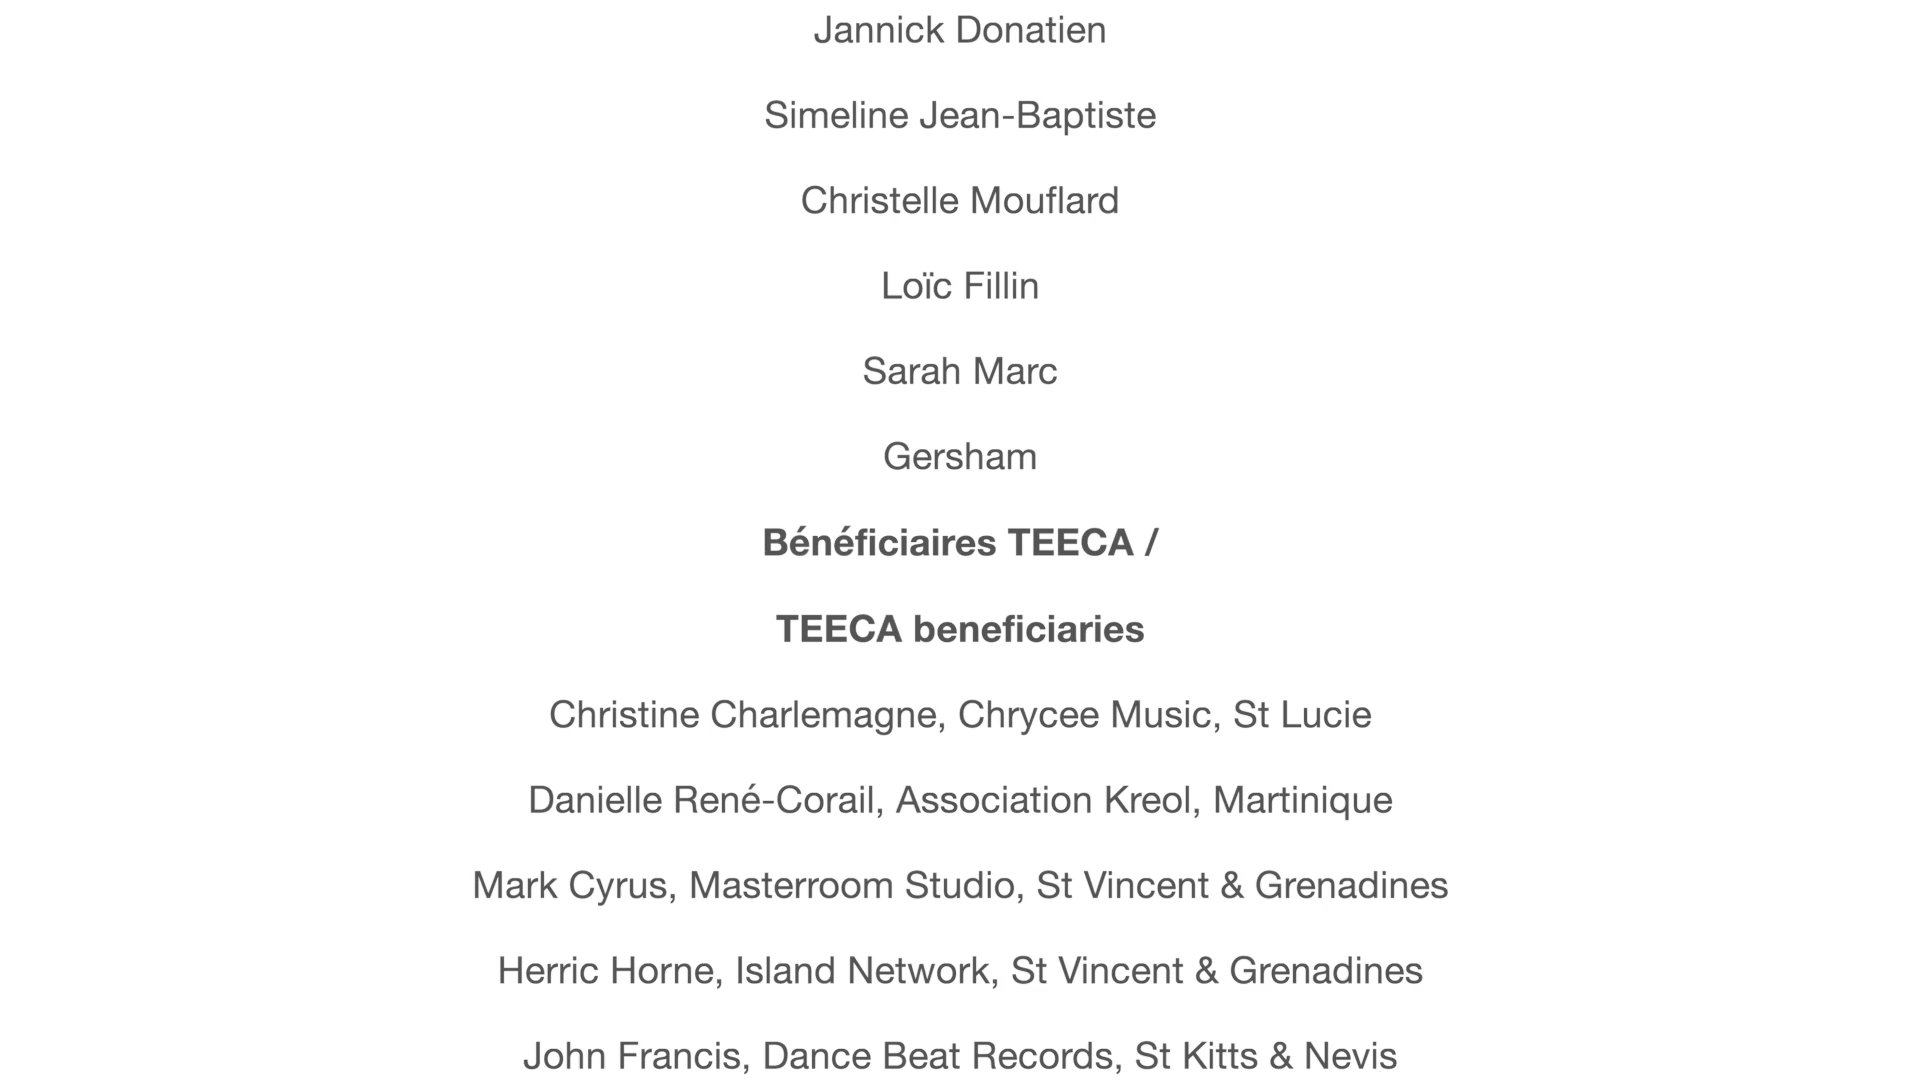 Jannick Donatien
Simeline Jean-Baptiste
Christelle Mouflard
Loïc Fillin
Sarah Marc
Gersham
Bénéficiaires TEECA /
TEECA beneficiaries
Christine Charlemagne, Chrycee Music, St Lucie
Danielle René-Corail, Association Kreol, Martinique
Mark Cyrus, Masterroom Studio, St Vincent & Grenadines
Herric Horne, Island Network, St Vincent & Grenadines
John Francis, Dance Beat Records, St Kitts & Nevis